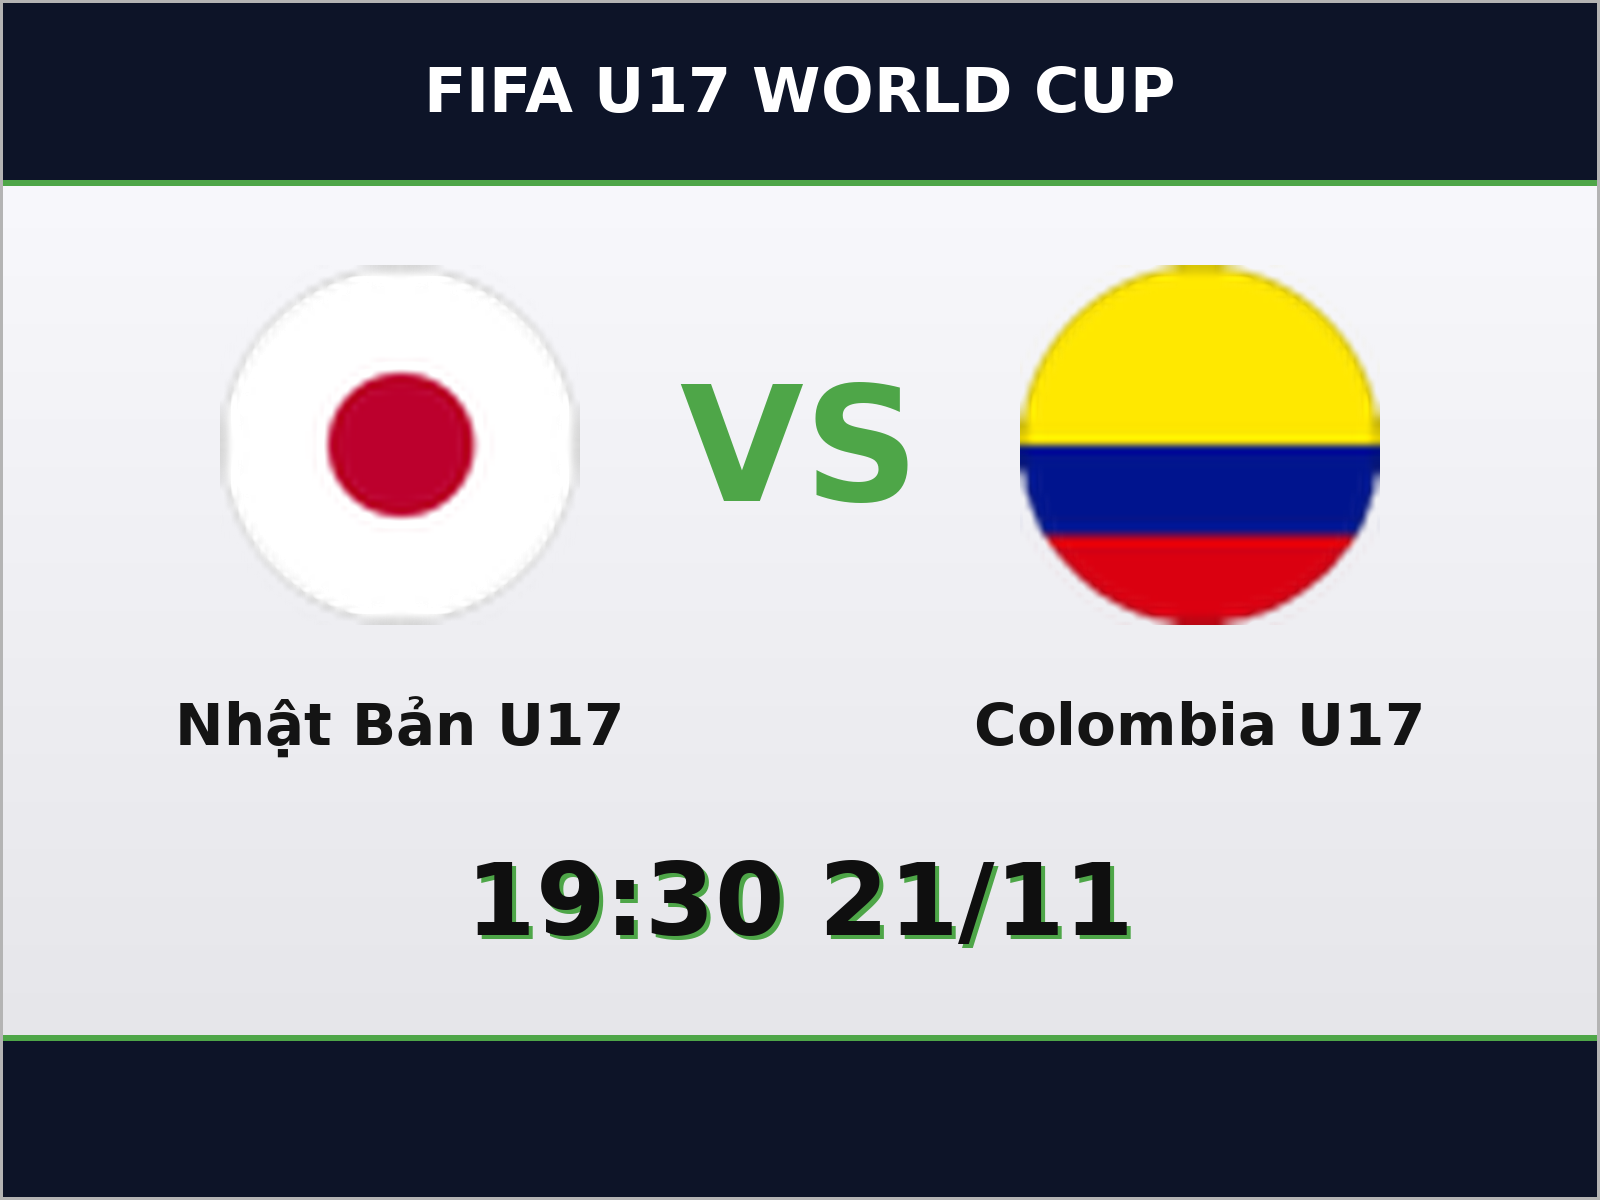 FIFA U17 WORLD CUP
VS
Nhật Bản U17
Colombia U17
19:30 21/11